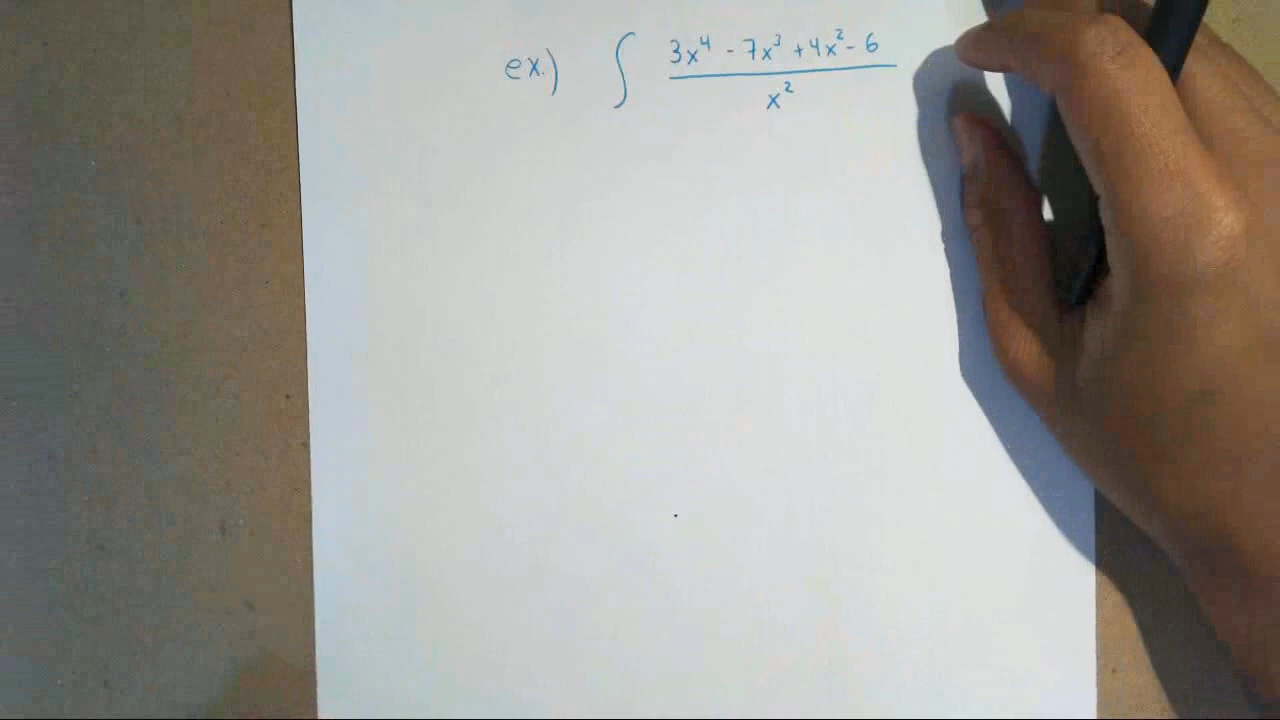 ex.) ∫ (3x⁴ - 7x³ + 4x² - 6) / x²